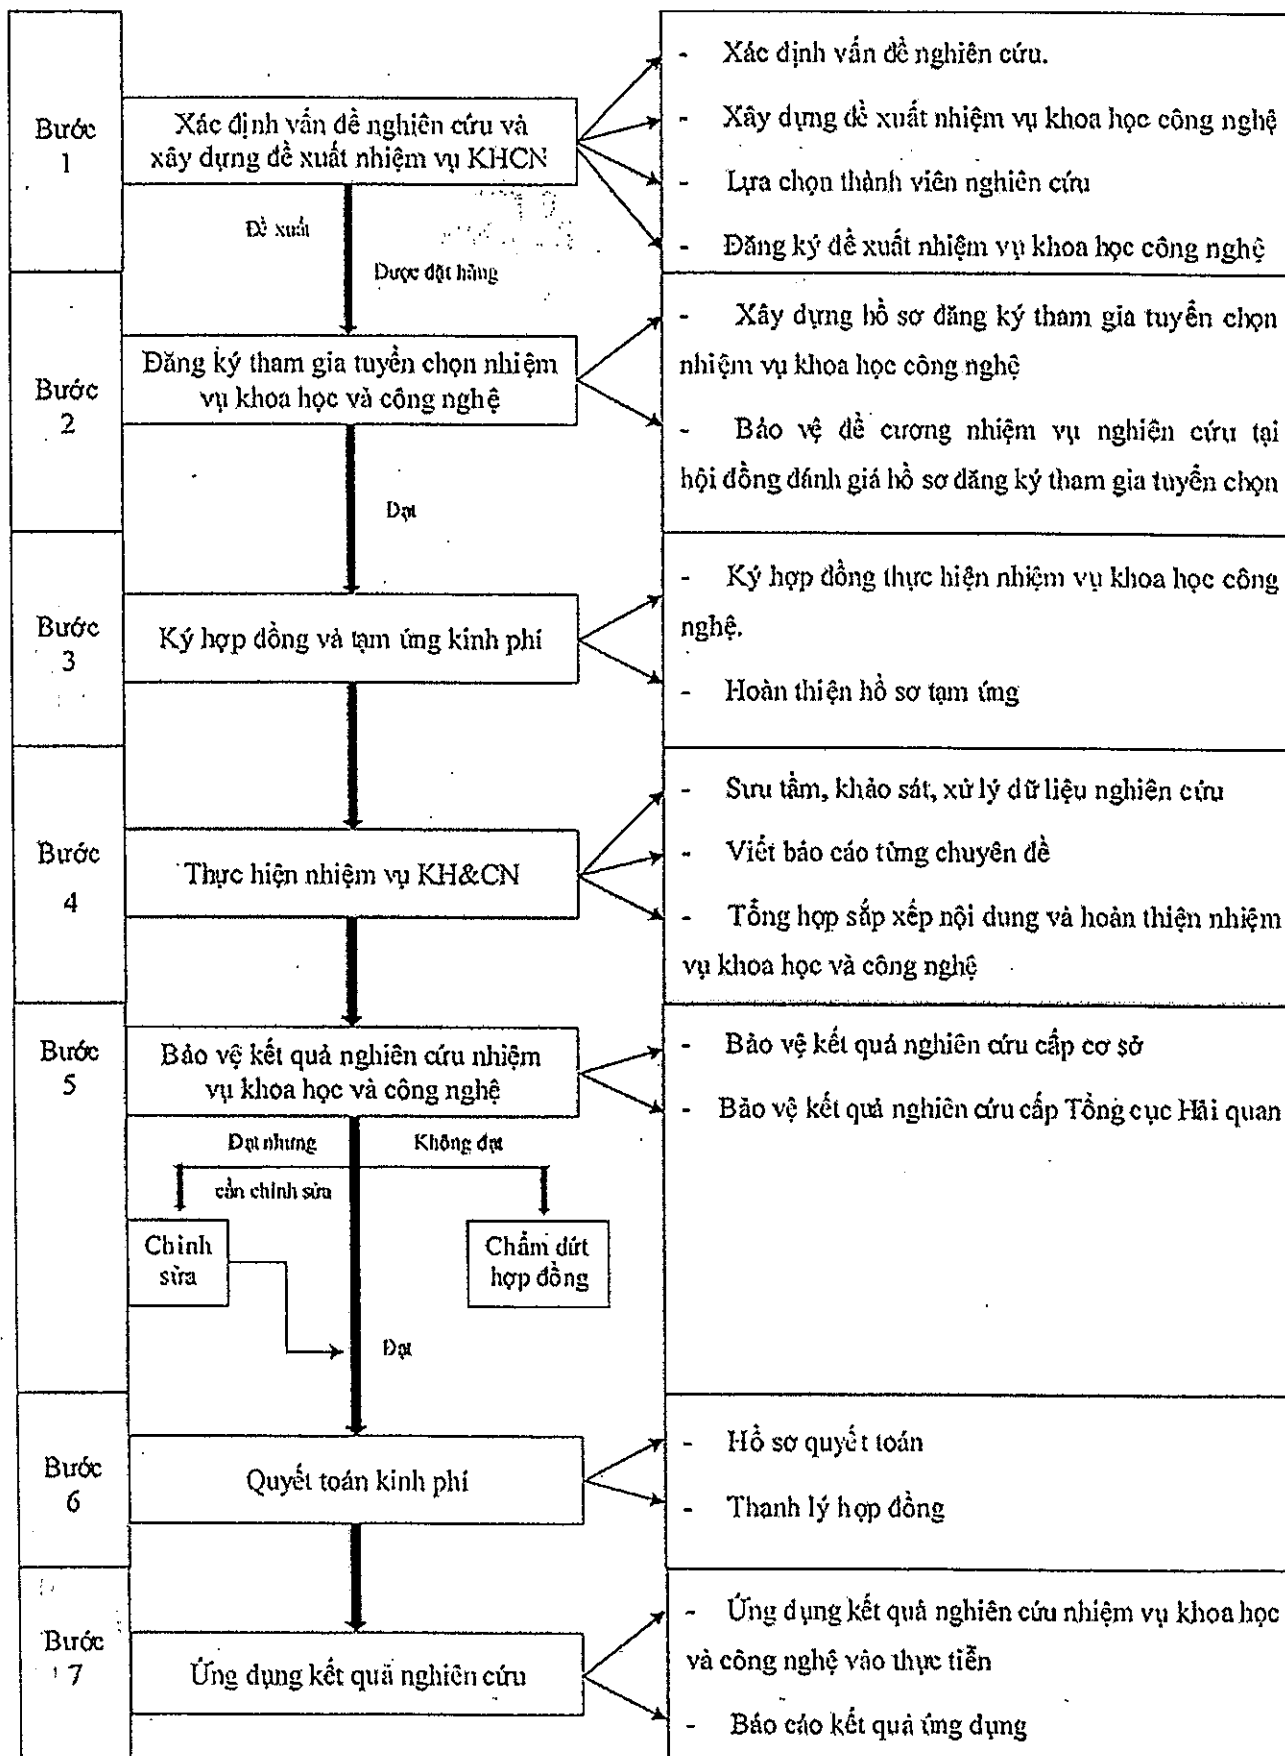 Bước
1
Xác định vấn đề nghiên cứu và
xây dựng đề xuất nhiệm vụ KHCN
Đề xuất
Được đặt hàng
- Xác định vấn đề nghiên cứu.
- Xây dựng đề xuất nhiệm vụ khoa học công nghệ
- Lựa chọn thành viên nghiên cứu
- Đăng ký đề xuất nhiệm vụ khoa học công nghệ
Bước
2
Đăng ký tham gia tuyển chọn nhiệm
vụ khoa học và công nghệ
Đạt
- Xây dựng hồ sơ đăng ký tham gia tuyển chọn
nhiệm vụ khoa học công nghệ
- Bảo vệ đề cương nhiệm vụ nghiên cứu tại
hội đồng đánh giá hồ sơ đăng ký tham gia tuyển chọn
Bước
3
Ký hợp đồng và tạm ứng kinh phí
- Ký hợp đồng thực hiện nhiệm vụ khoa học công
nghệ.
- Hoàn thiện hồ sơ tạm ứng
Bước
4
Thực hiện nhiệm vụ KH&CN
- Sưu tầm, khảo sát, xử lý dữ liệu nghiên cứu
- Viết báo cáo từng chuyên đề
- Tổng hợp sắp xếp nội dung và hoàn thiện nhiệm
vụ khoa học và công nghệ
Bước
5
Bảo vệ kết quả nghiên cứu nhiệm
vụ khoa học và công nghệ
Đạt nhưng
cần chỉnh sửa
Không đạt
Chỉnh
sửa
Chấm dứt
hợp đồng
Đạt
- Bảo vệ kết quả nghiên cứu cấp cơ sở
- Bảo vệ kết quả nghiên cứu cấp Tổng cục Hải quan
Bước
6
Quyết toán kinh phí
- Hồ sơ quyết toán
- Thanh lý hợp đồng
Bước
7
Ứng dụng kết quả nghiên cứu
- Ứng dụng kết quả nghiên cứu nhiệm vụ khoa học
và công nghệ vào thực tiễn
- Báo cáo kết quả ứng dụng